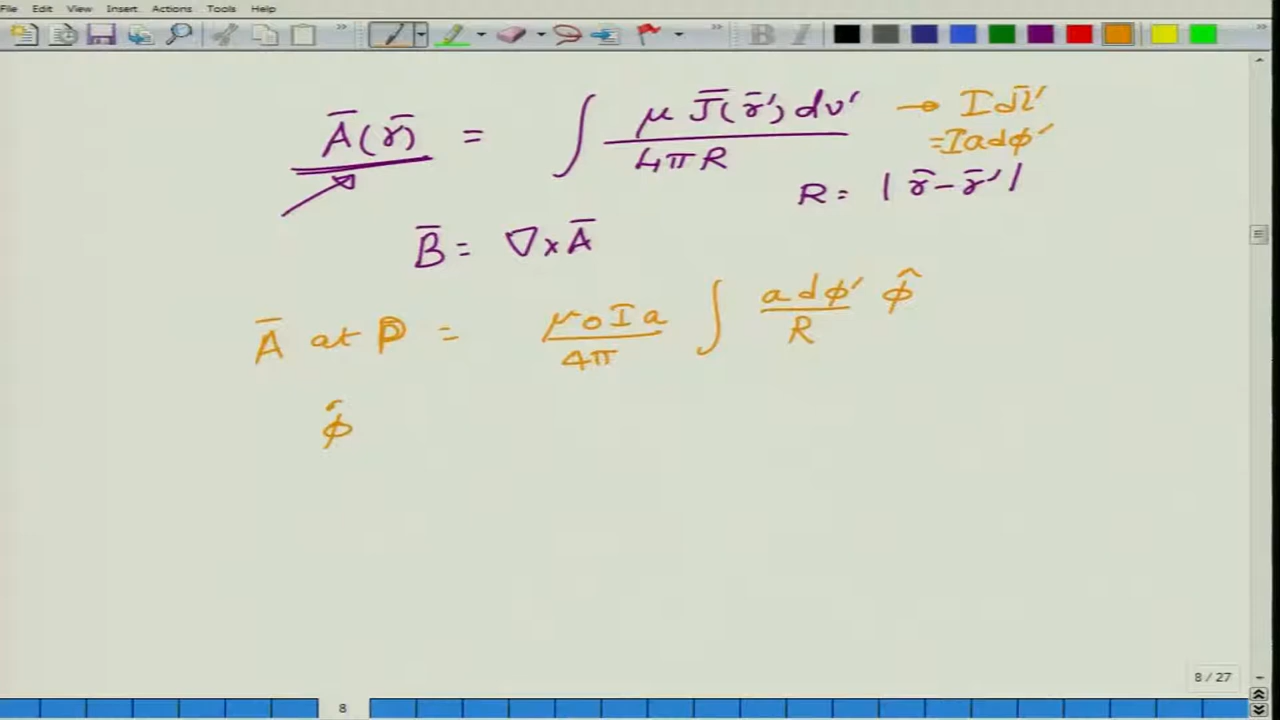 File Edit View Insert Actions Tools Help
Ā(r̄) = ∫ μ J̄(r̄′) dv′ / 4πR → I dl̄′
= I a dφ′
R = | r̄ - r̄′ |
B̄ = ∇ × Ā
Ā at P = μ₀ I a / 4π ∫ a dφ′ / R φ̂
φ̂
8 / 27
8